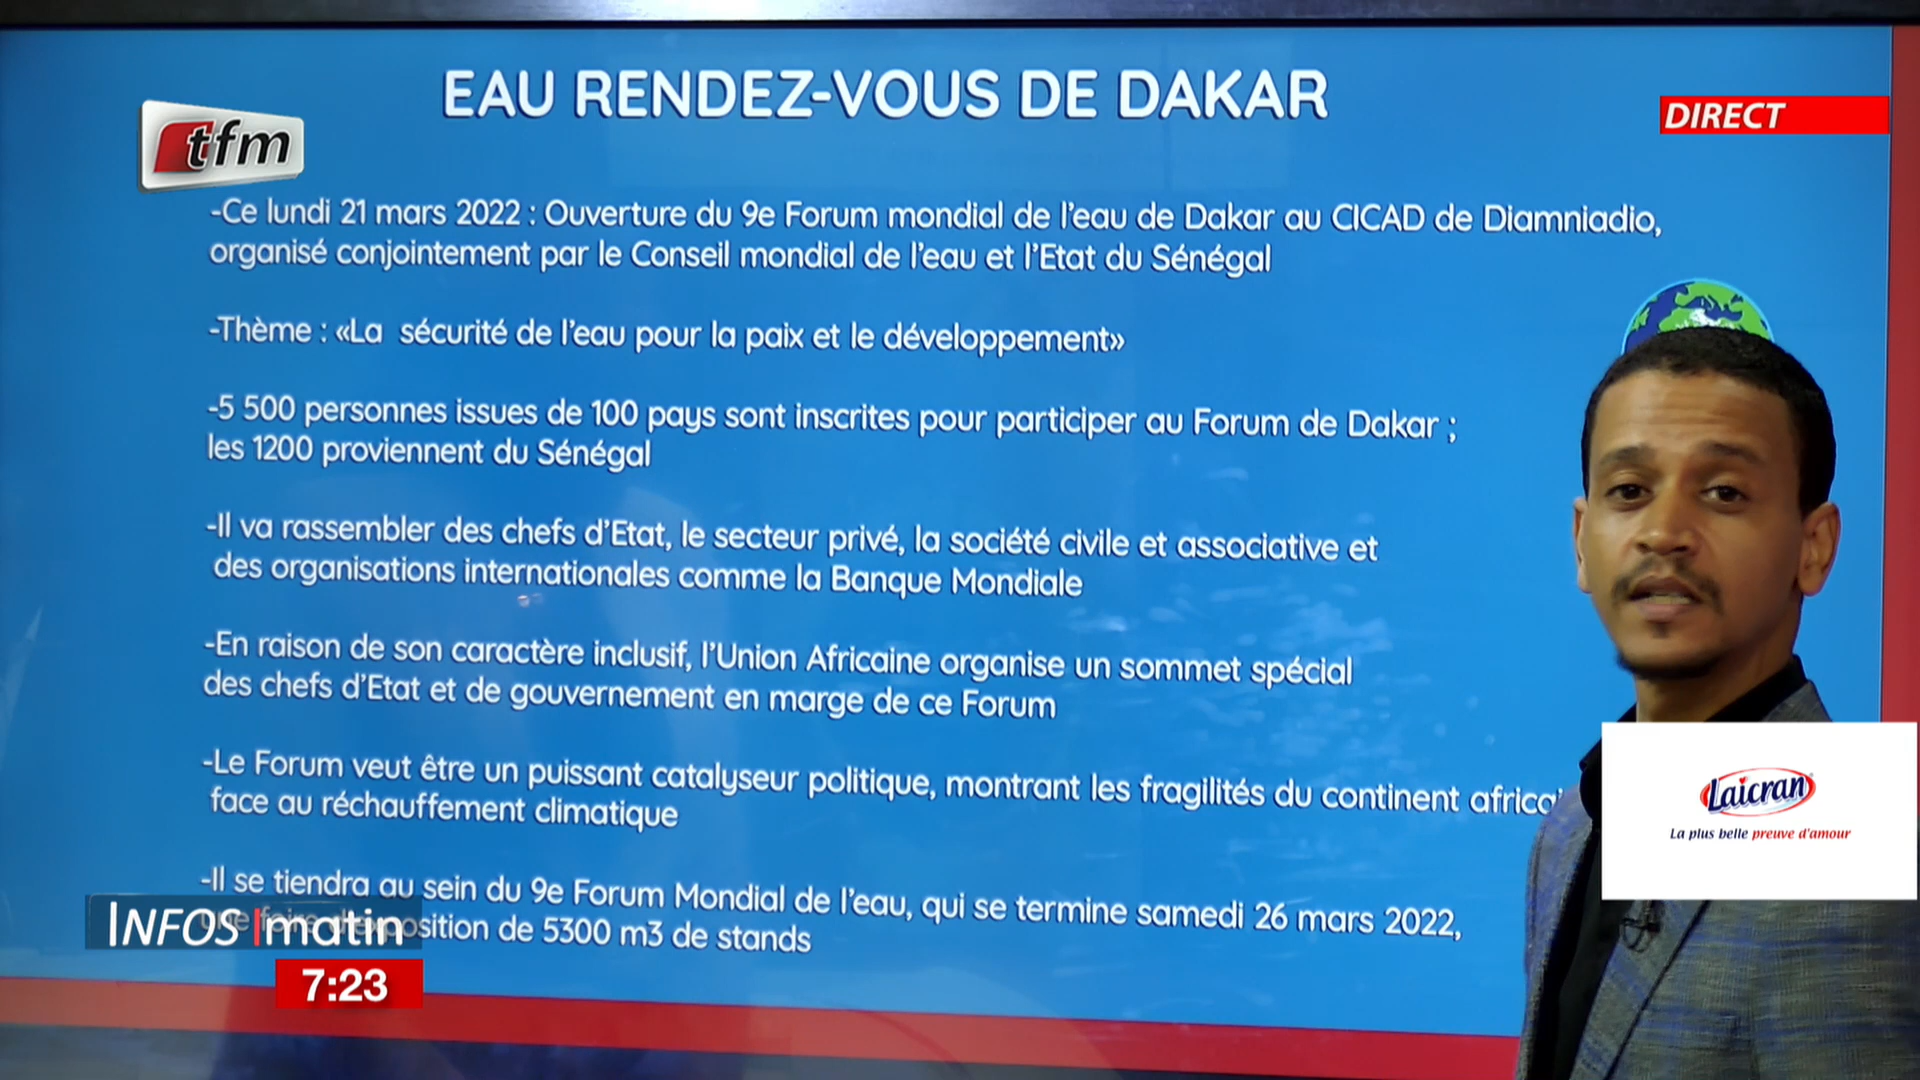 EAU RENDEZ-VOUS DE DAKAR
tfm
DIRECT
-Ce lundi 21 mars 2022 : Ouverture du 9e Forum mondial de l'eau de Dakar au CICAD de Diamniadio,
organisé conjointement par le Conseil mondial de l'eau et l'Etat du Sénégal
-Thème : «La sécurité de l'eau pour la paix et le développement»
-5 500 personnes issues de 100 pays sont inscrites pour participer au Forum de Dakar ;
les 1200 proviennent du Sénégal
-Il va rassembler des chefs d'Etat, le secteur privé, la société civile et associative et
des organisations internationales comme la Banque Mondiale
-En raison de son caractère inclusif, l'Union Africaine organise un sommet spécial
des chefs d'Etat et de gouvernement en marge de ce Forum
-Le Forum veut être un puissant catalyseur politique, montrant les fragilités du continent africai
face au réchauffement climatique
-Il se tiendra au sein du 9e Forum Mondial de l'eau, qui se termine samedi 26 mars 2022,
une foire d'exposition de 5300 m3 de stands
Laicran
La plus belle preuve d'amour
INFOS matin
7:23